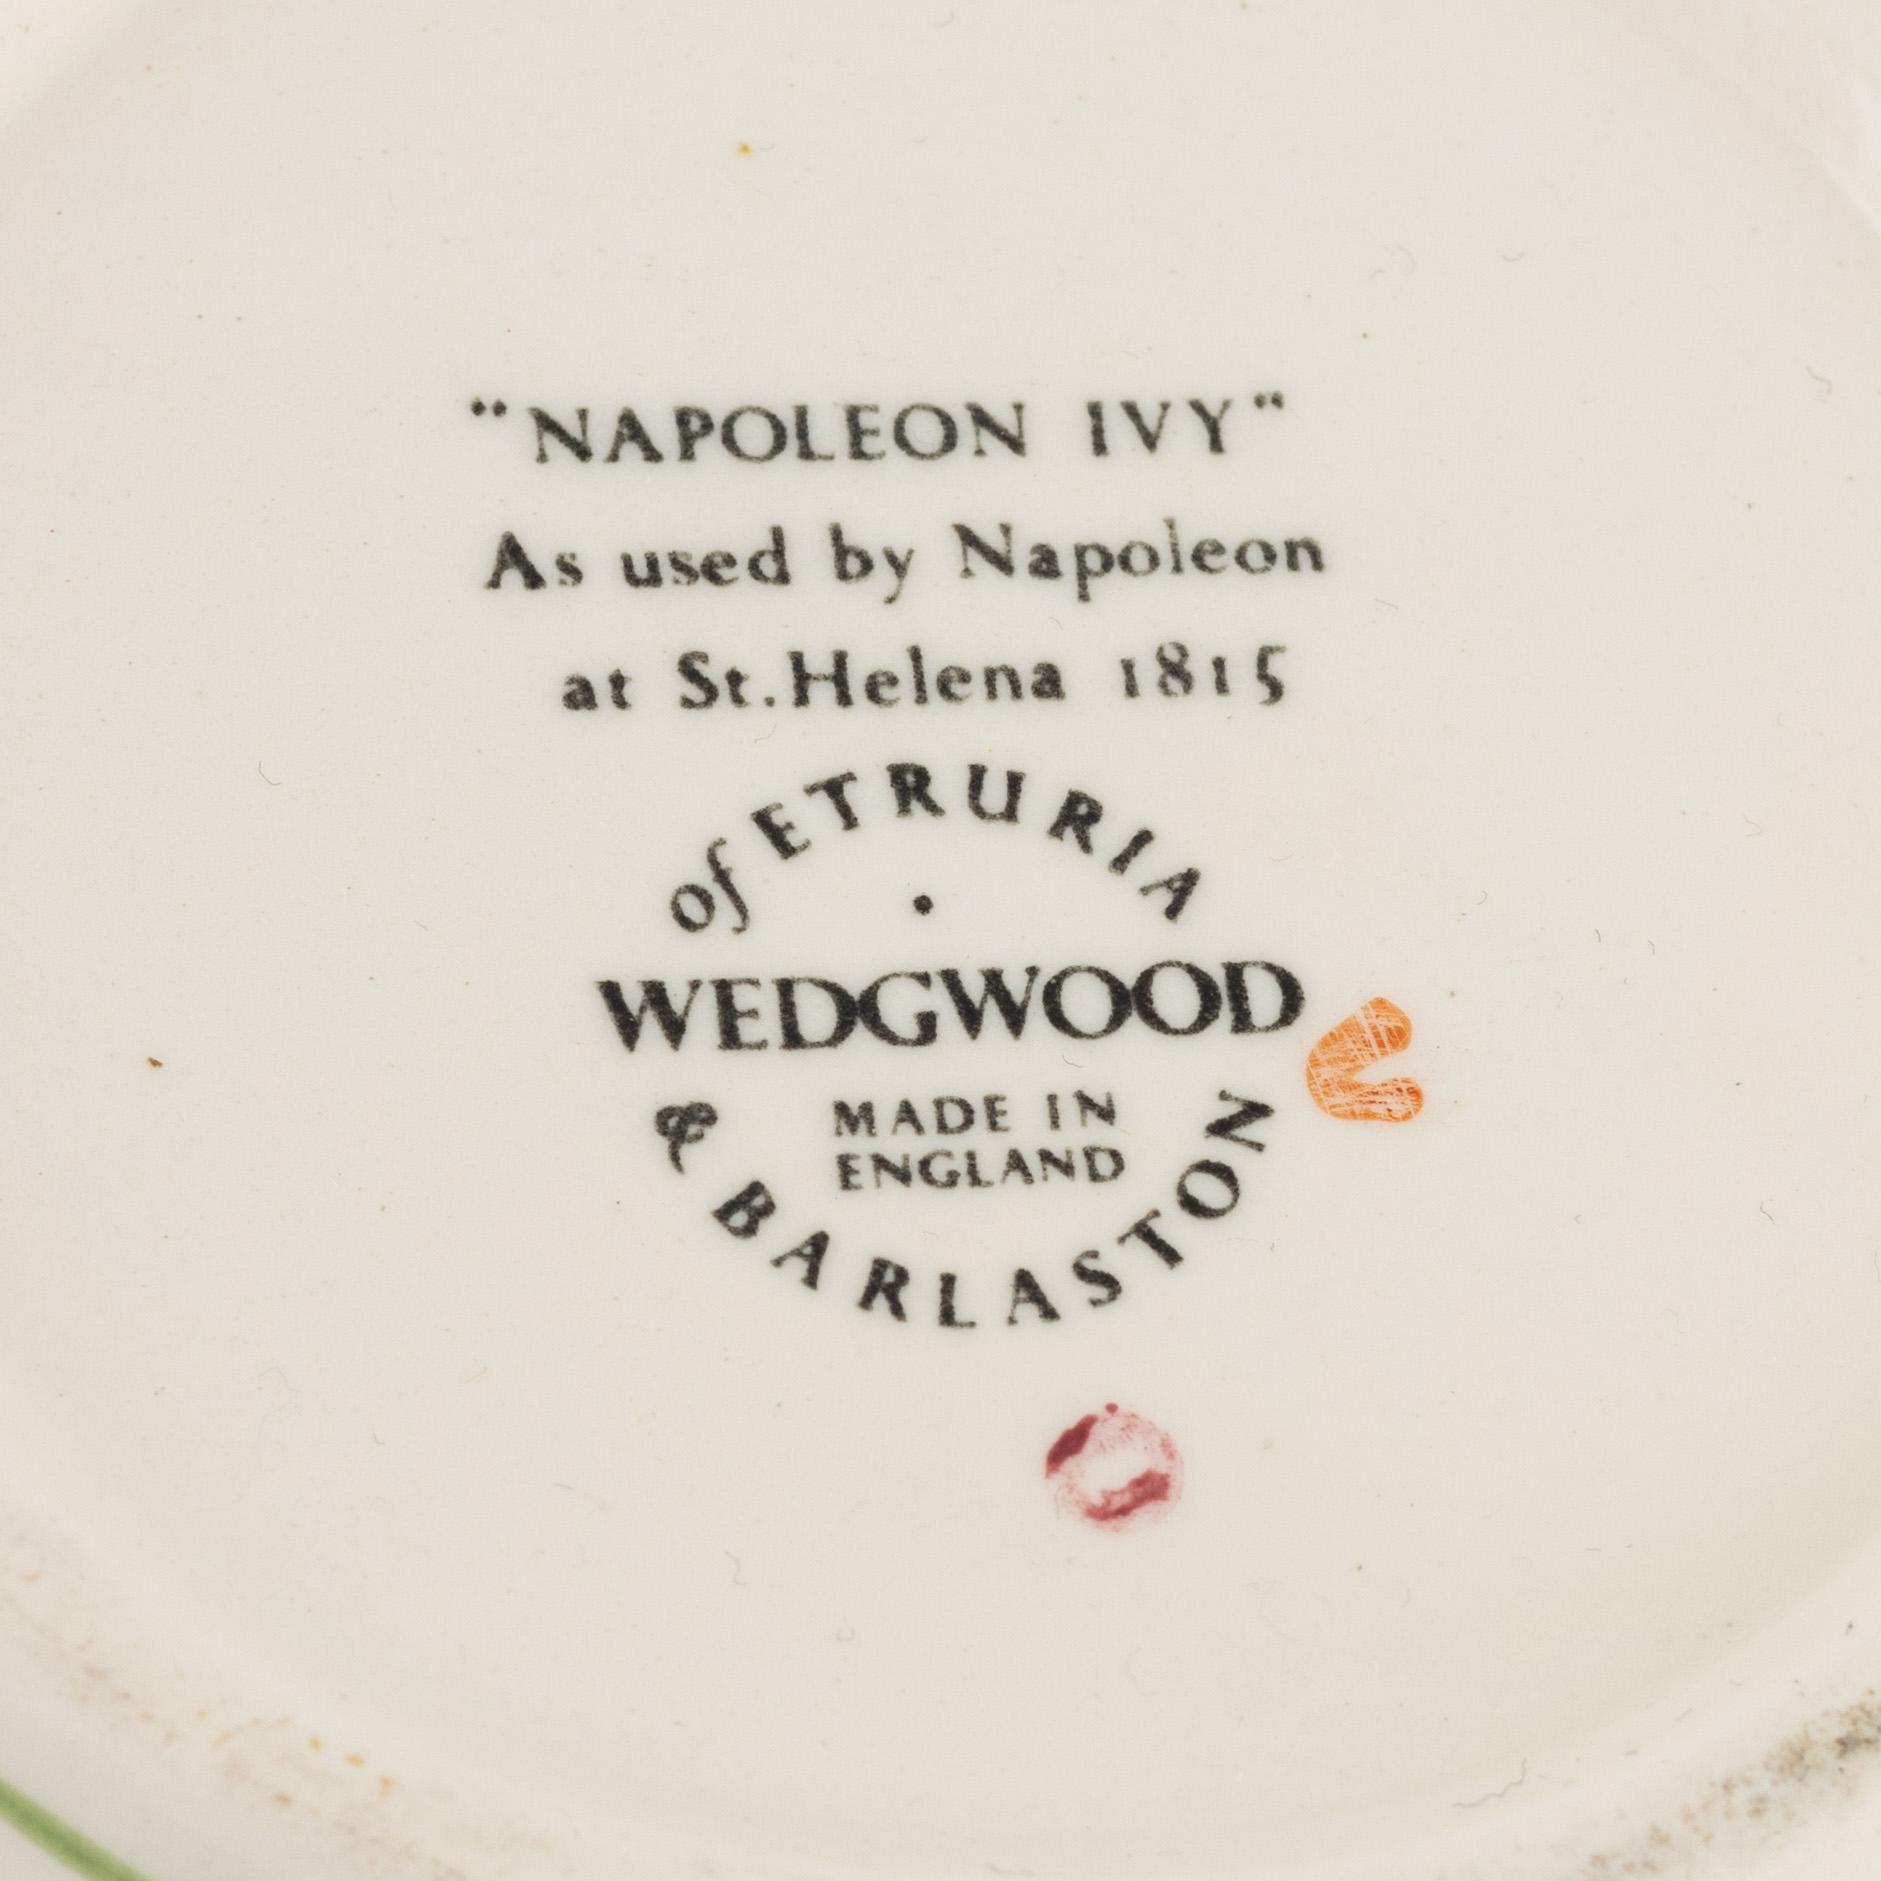 “NAPOLEON IVY“
As used by Napoleon
at St. Helena 1815
of ETRURIA
WEDGWOOD
MADE IN
ENGLAND
& BARLASTON